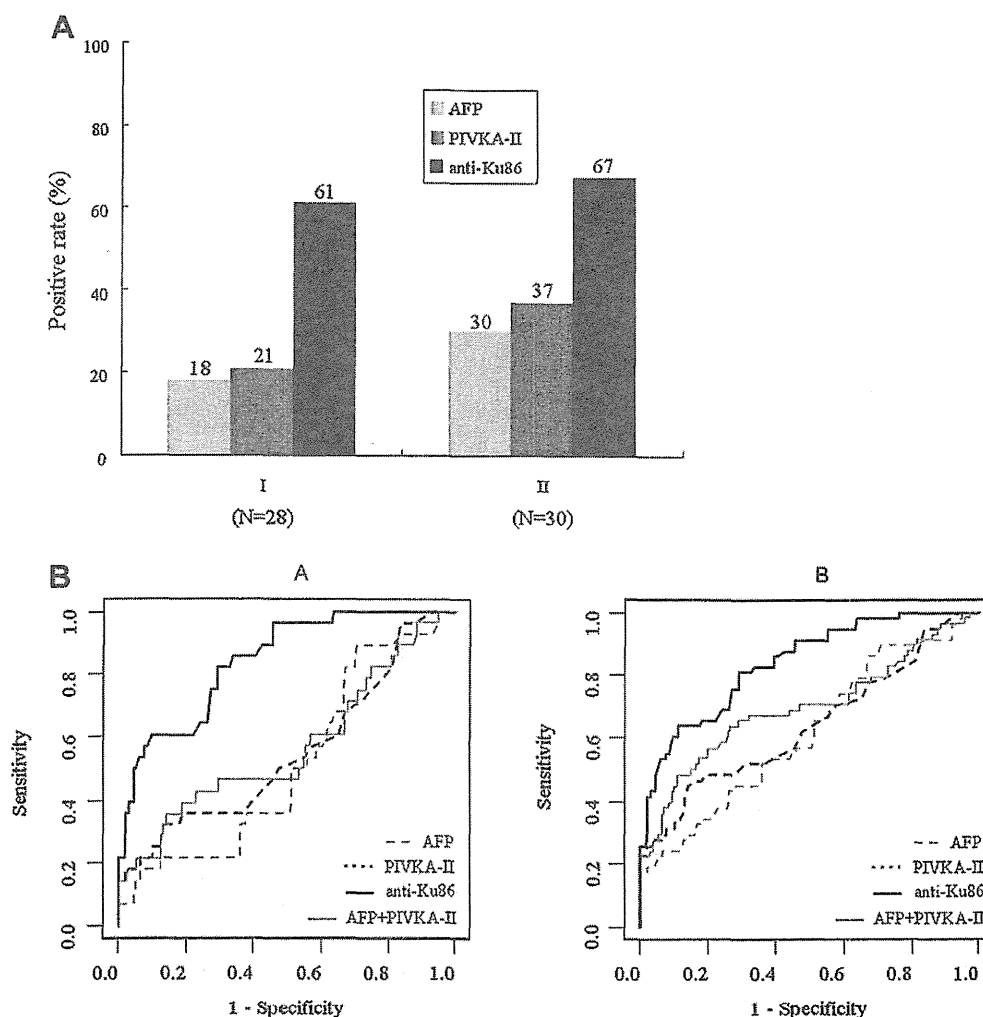 A
100
80
60
40
20
0
Positive rate (%)
AFP
PIVKA-II
anti-Ku86
18
21
61
30
37
67
I
(N=28)
II
(N=30)
B
A
1.0
0.8
0.6
0.4
0.2
0.0
Sensitivity
AFP
PIVKA-II
anti-Ku86
AFP+PIVKA-II
0.0 0.2 0.4 0.6 0.8 1.0
1 - Specificity
B
1.0
0.8
0.6
0.4
0.2
0.0
Sensitivity
AFP
PIVKA-II
anti-Ku86
AFP+PIVKA-II
0.0 0.2 0.4 0.6 0.8 1.0
1 - Specificity